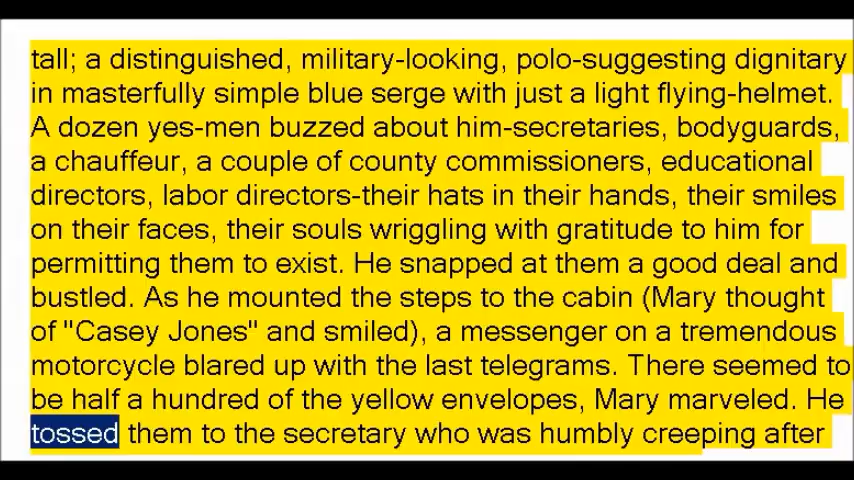 tall; a distinguished, military-looking, polo-suggesting dignitary
in masterfully simple blue serge with just a light flying-helmet.
A dozen yes-men buzzed about him-secretaries, bodyguards,
a chauffeur, a couple of county commissioners, educational
directors, labor directors-their hats in their hands, their smiles
on their faces, their souls wriggling with gratitude to him for
permitting them to exist. He snapped at them a good deal and
bustled. As he mounted the steps to the cabin (Mary thought
of "Casey Jones" and smiled), a messenger on a tremendous
motorcycle blared up with the last telegrams. There seemed to
be half a hundred of the yellow envelopes, Mary marveled. He
tossed them to the secretary who was humbly creeping after